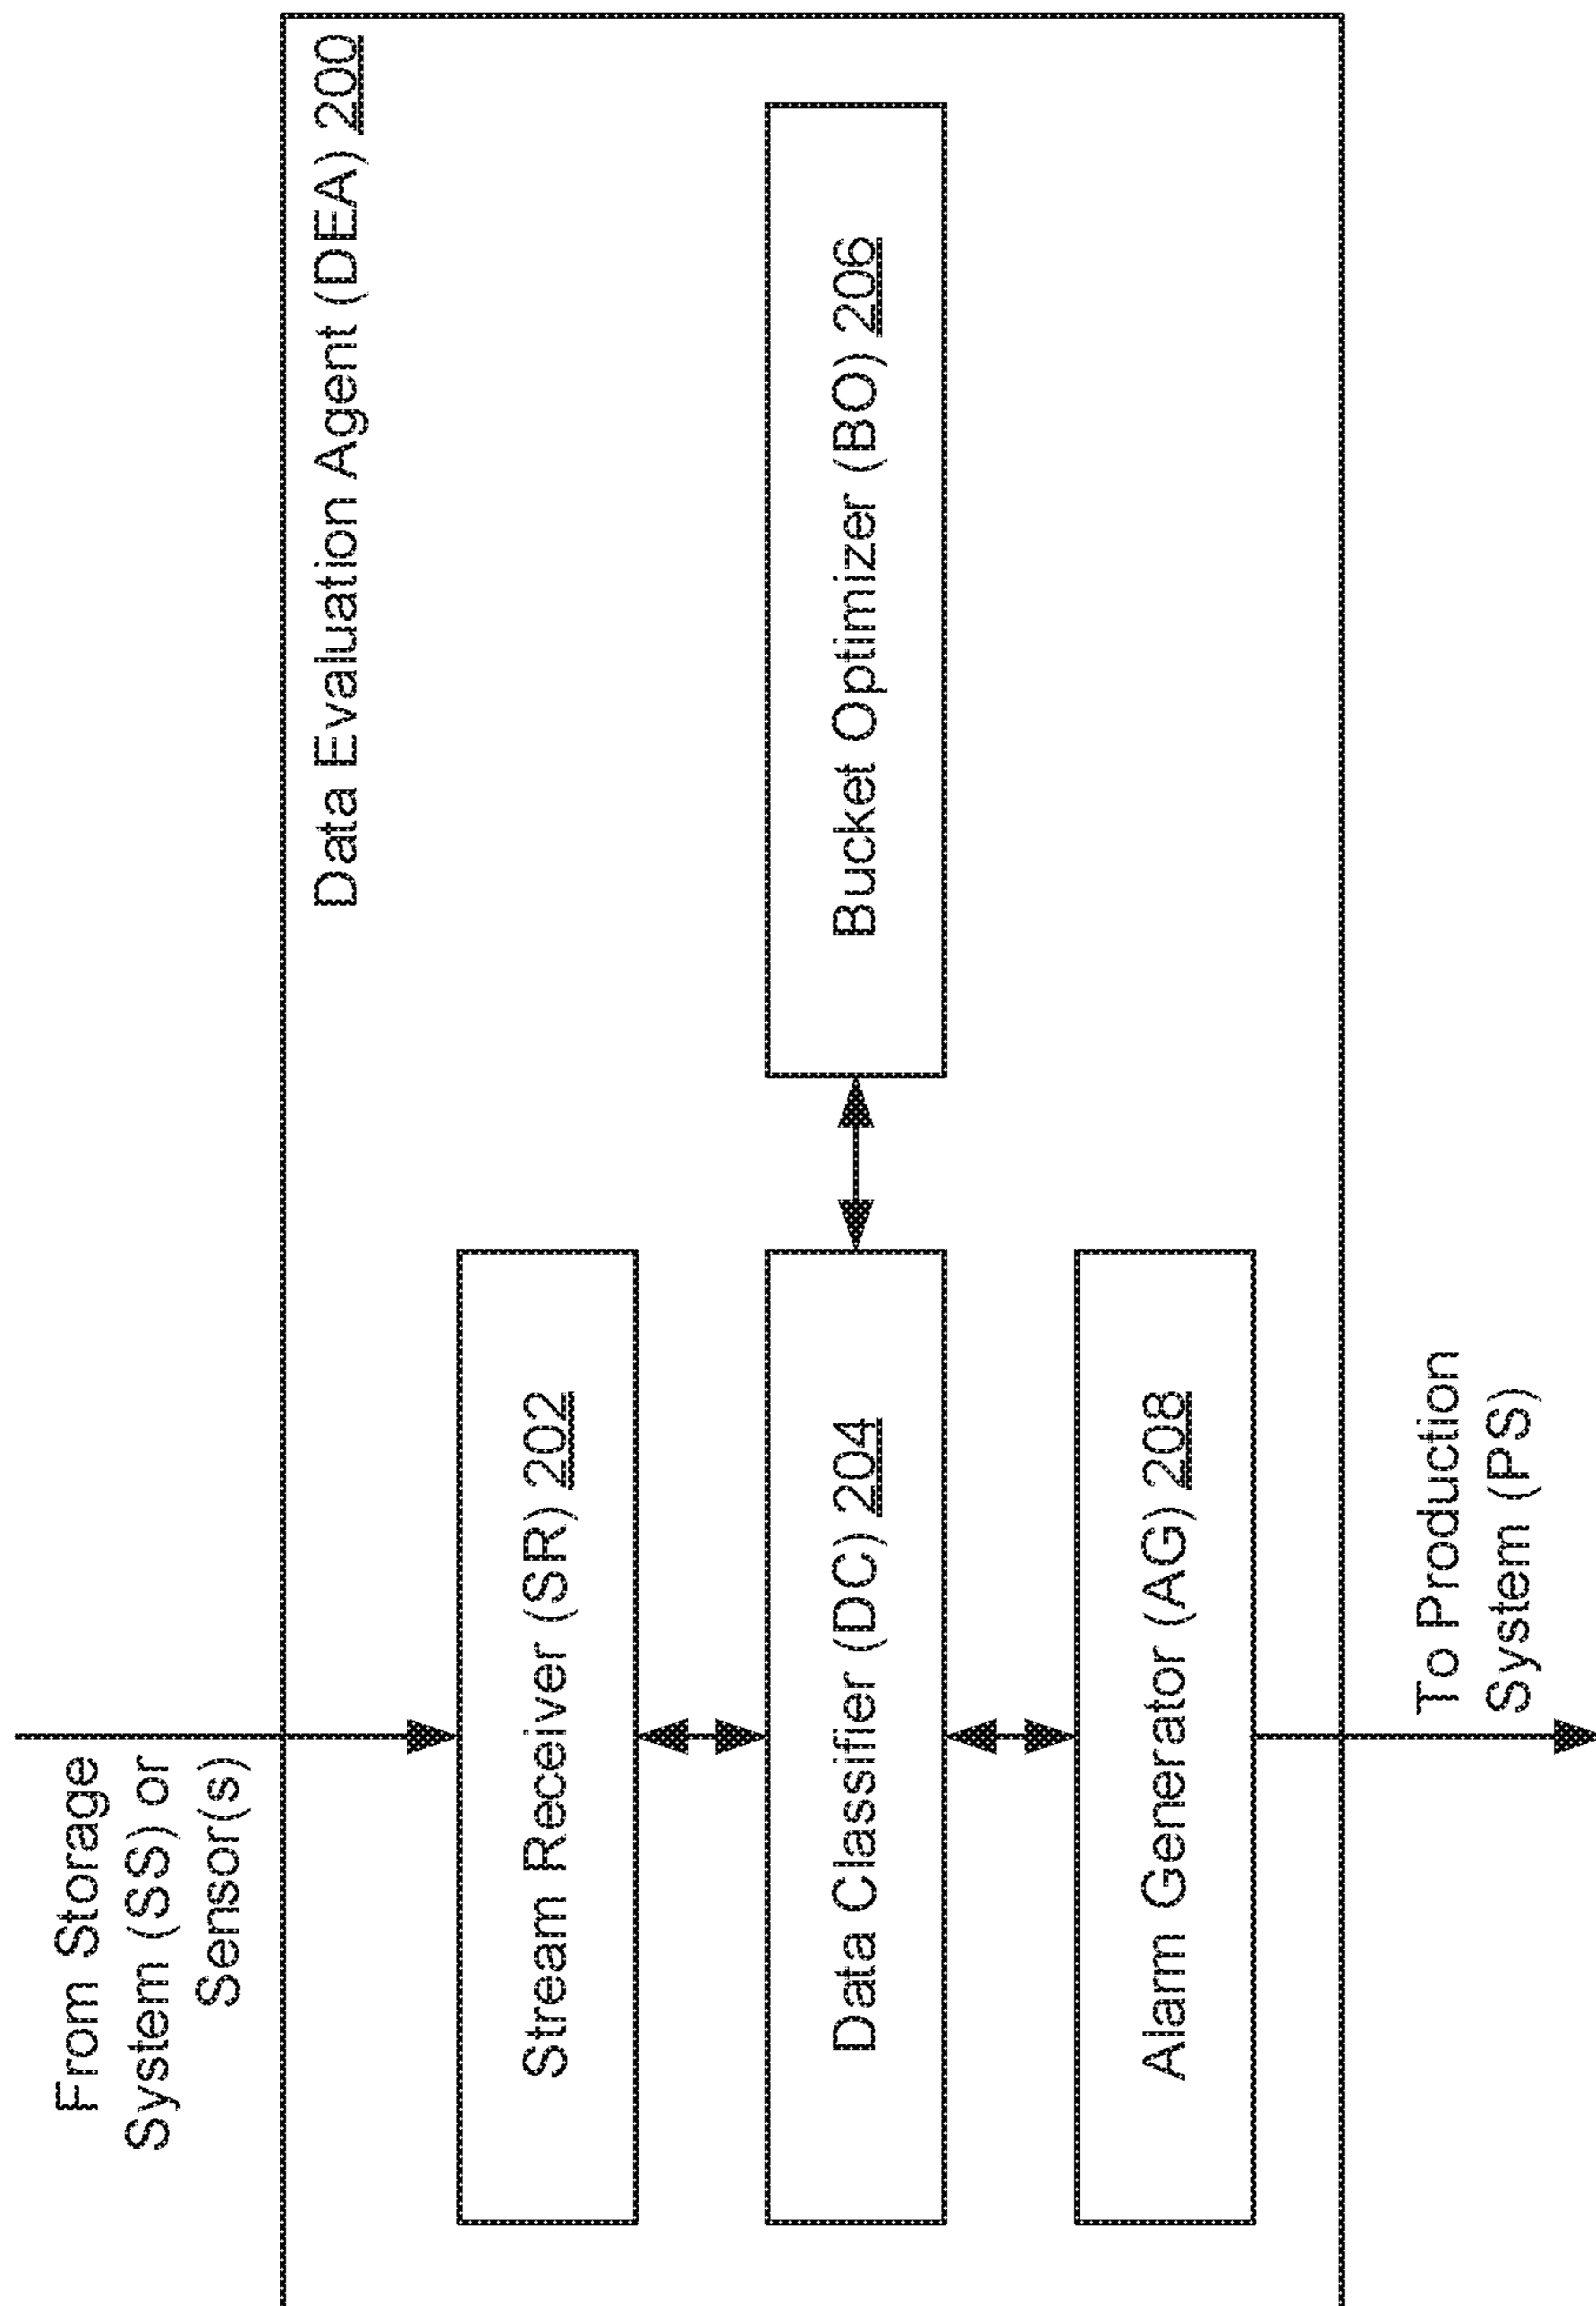 Data Evaluation Agent (DEA) 200
From Storage
System (SS) or
Sensor(s)
Stream Receiver (SR) 202
Data Classifier (DC) 204
Bucket Optimizer (BO) 206
Alarm Generator (AG) 208
To Production
System (PS)